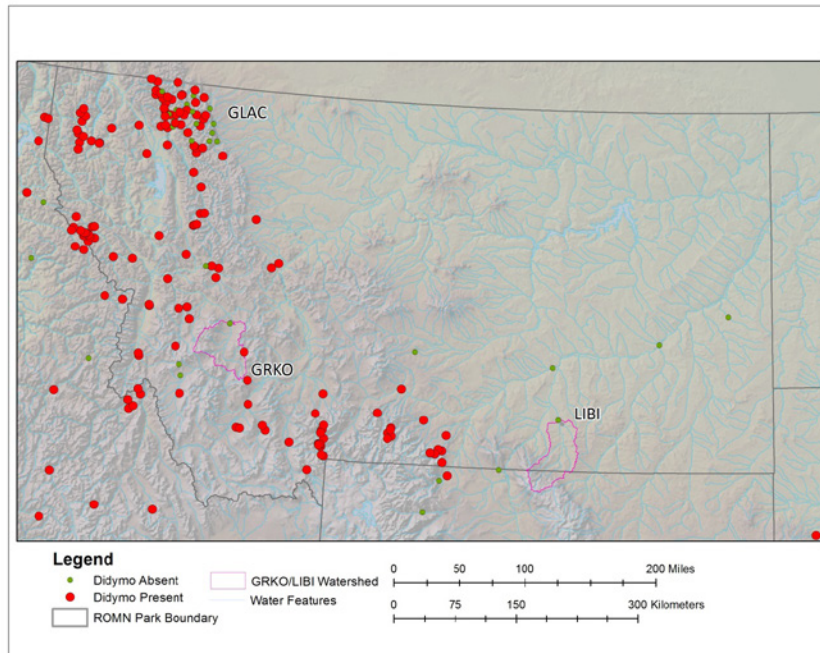 GLAC
GRKO
LIBI
Legend
Didymo Absent
Didymo Present
ROMN Park Boundary
GRKO/LIBI Watershed
Water Features
0 50 100 200 Miles
0 75 150 300 Kilometers